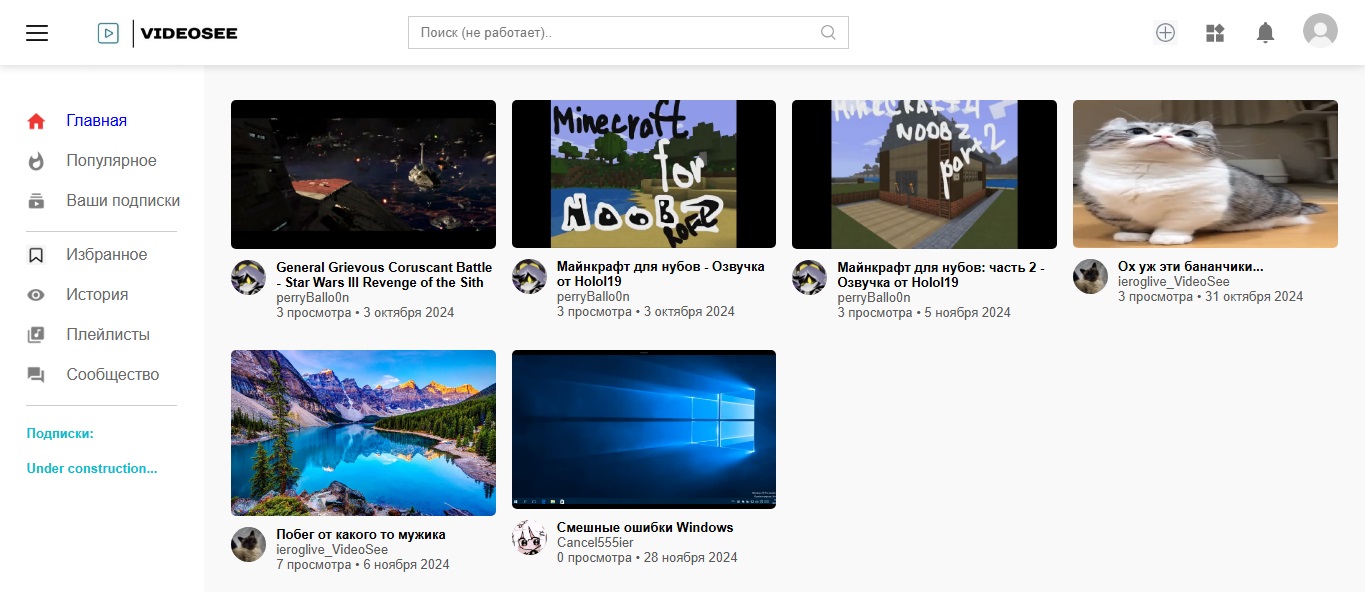 VIDEOSEE
Поиск (не работает)..
Главная
Популярное
Ваши подписки
Избранное
История
Плейлисты
Сообщество
Подписки:
Under construction...
Minecraft
for
NOOBZ
NOOBZ
part 2
General Grievous Coruscant Battle
- Star Wars III Revenge of the Sith
perryBallo0n
3 просмотра • 3 октября 2024
Майнкрафт для нубов - Озвучка
от Holol19
perryBallo0n
3 просмотра • 3 октября 2024
Майнкрафт для нубов: часть 2 -
Озвучка от Holol19
perryBallo0n
3 просмотра • 5 ноября 2024
Ох уж эти бананчики...
ieroglive_VideoSee
3 просмотра • 31 октября 2024
Побег от какого то мужика
ieroglive_VideoSee
7 просмотра • 6 ноября 2024
Смешные ошибки Windows
Cancel555ier
0 просмотра • 28 ноября 2024